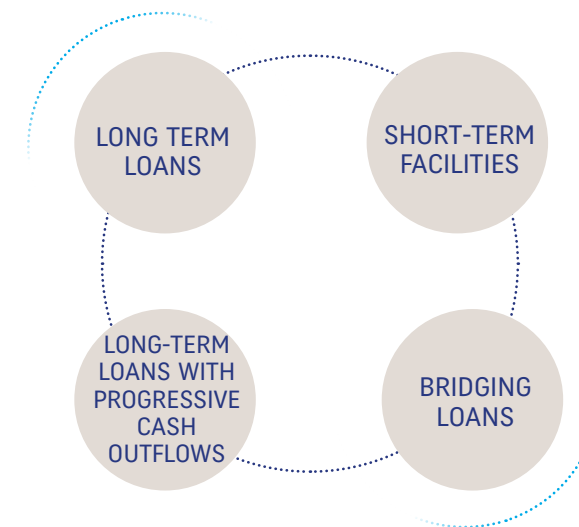 LONG TERM
LOANS
SHORT-TERM
FACILITIES
LONG-TERM
LOANS WITH
PROGRESSIVE
CASH
OUTFLOWS
BRIDGING
LOANS